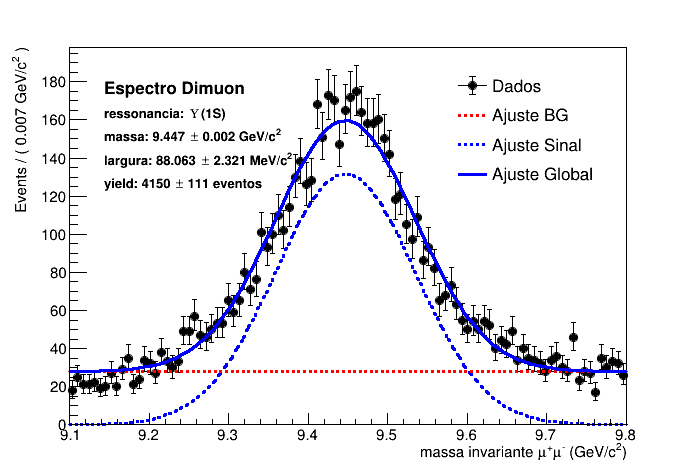 Events / ( 0.007 GeV/c² )
180
160
140
120
100
80
60
40
20
0
Espectro Dimuon
ressonancia: ϒ(1S)
massa: 9.447 ± 0.002 GeV/c²
largura: 88.063 ± 2.321 MeV/c²
yield: 4150 ± 111 eventos
Dados
Ajuste BG
Ajuste Sinal
Ajuste Global
9.1 9.2 9.3 9.4 9.5 9.6 9.7 9.8
massa invariante μ⁺μ⁻ (GeV/c²)